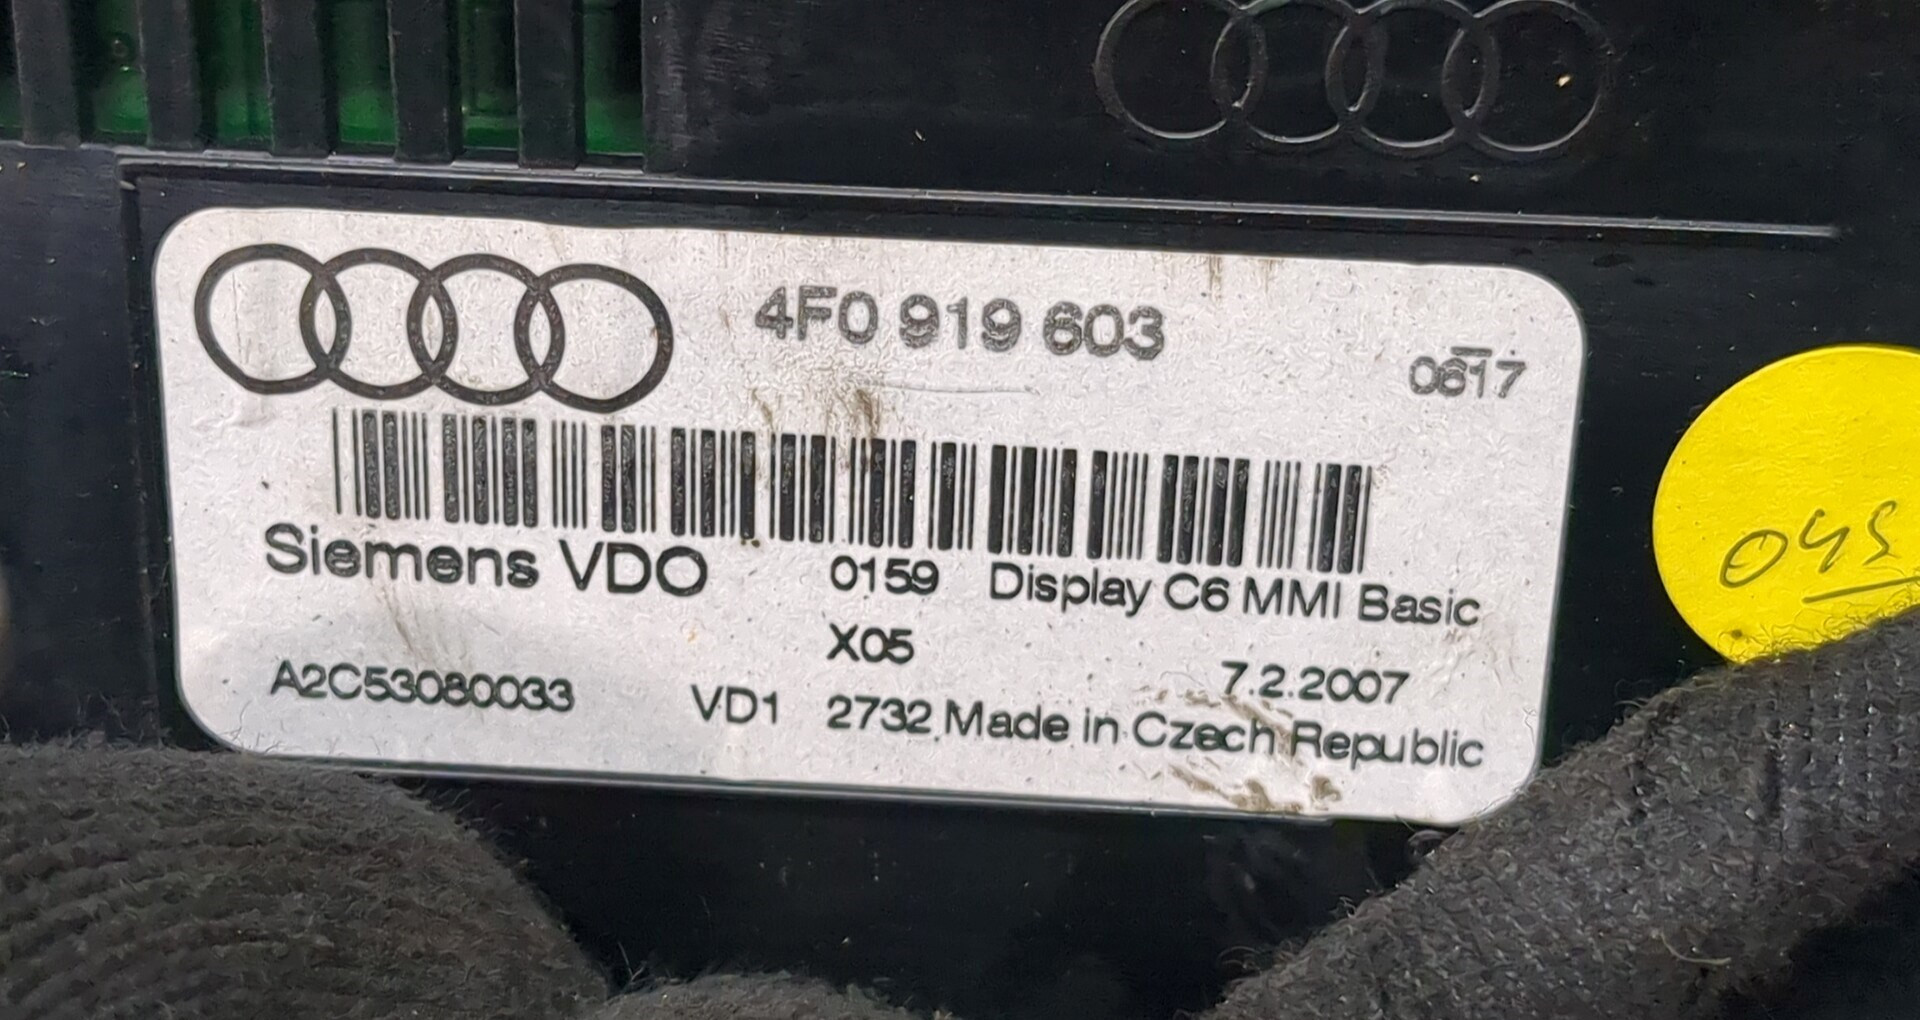 4F0 919 603
0617
Siemens VDO 0159 Display C6 MMI Basic
X05
A2C53080033 VD1 2732 Made in Czech Republic
7.2.2007
045